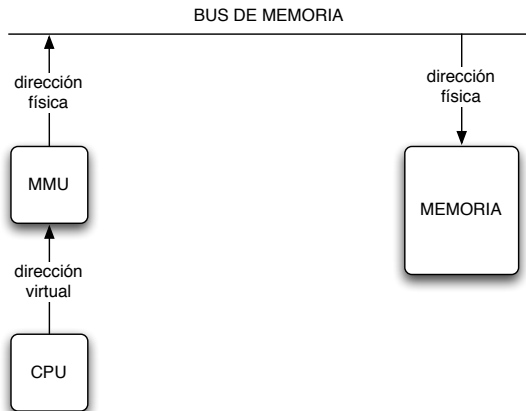 BUS DE MEMORIA
dirección
física
dirección
física
MMU
MEMORIA
dirección
virtual
CPU